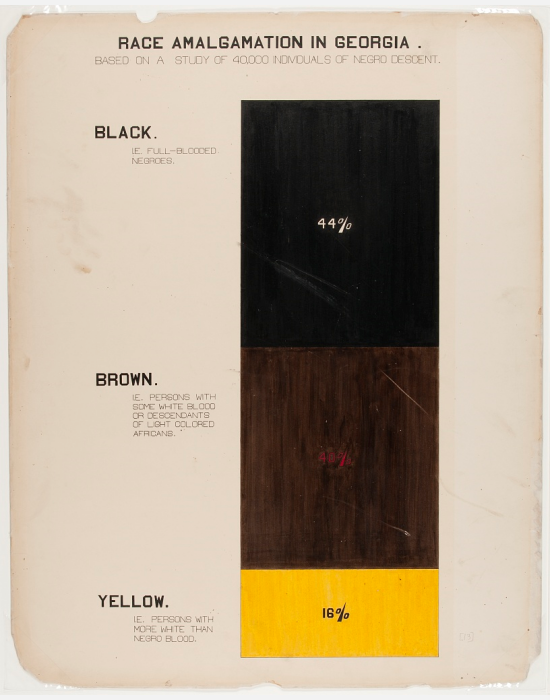 RACE AMALGAMATION IN GEORGIA .
BASED ON A STUDY OF 40,000 INDIVIDUALS OF NEGRO DESCENT.
BLACK.
I.E. FULL-BLOODED
NEGROES.
44%
BROWN.
I.E. PERSONS WITH
SOME WHITE BLOOD
OR DESCENDANTS
OF LIGHT COLORED
AFRICANS.
40%
YELLOW.
I.E. PERSONS WITH
MORE WHITE THAN
NEGRO BLOOD.
16%